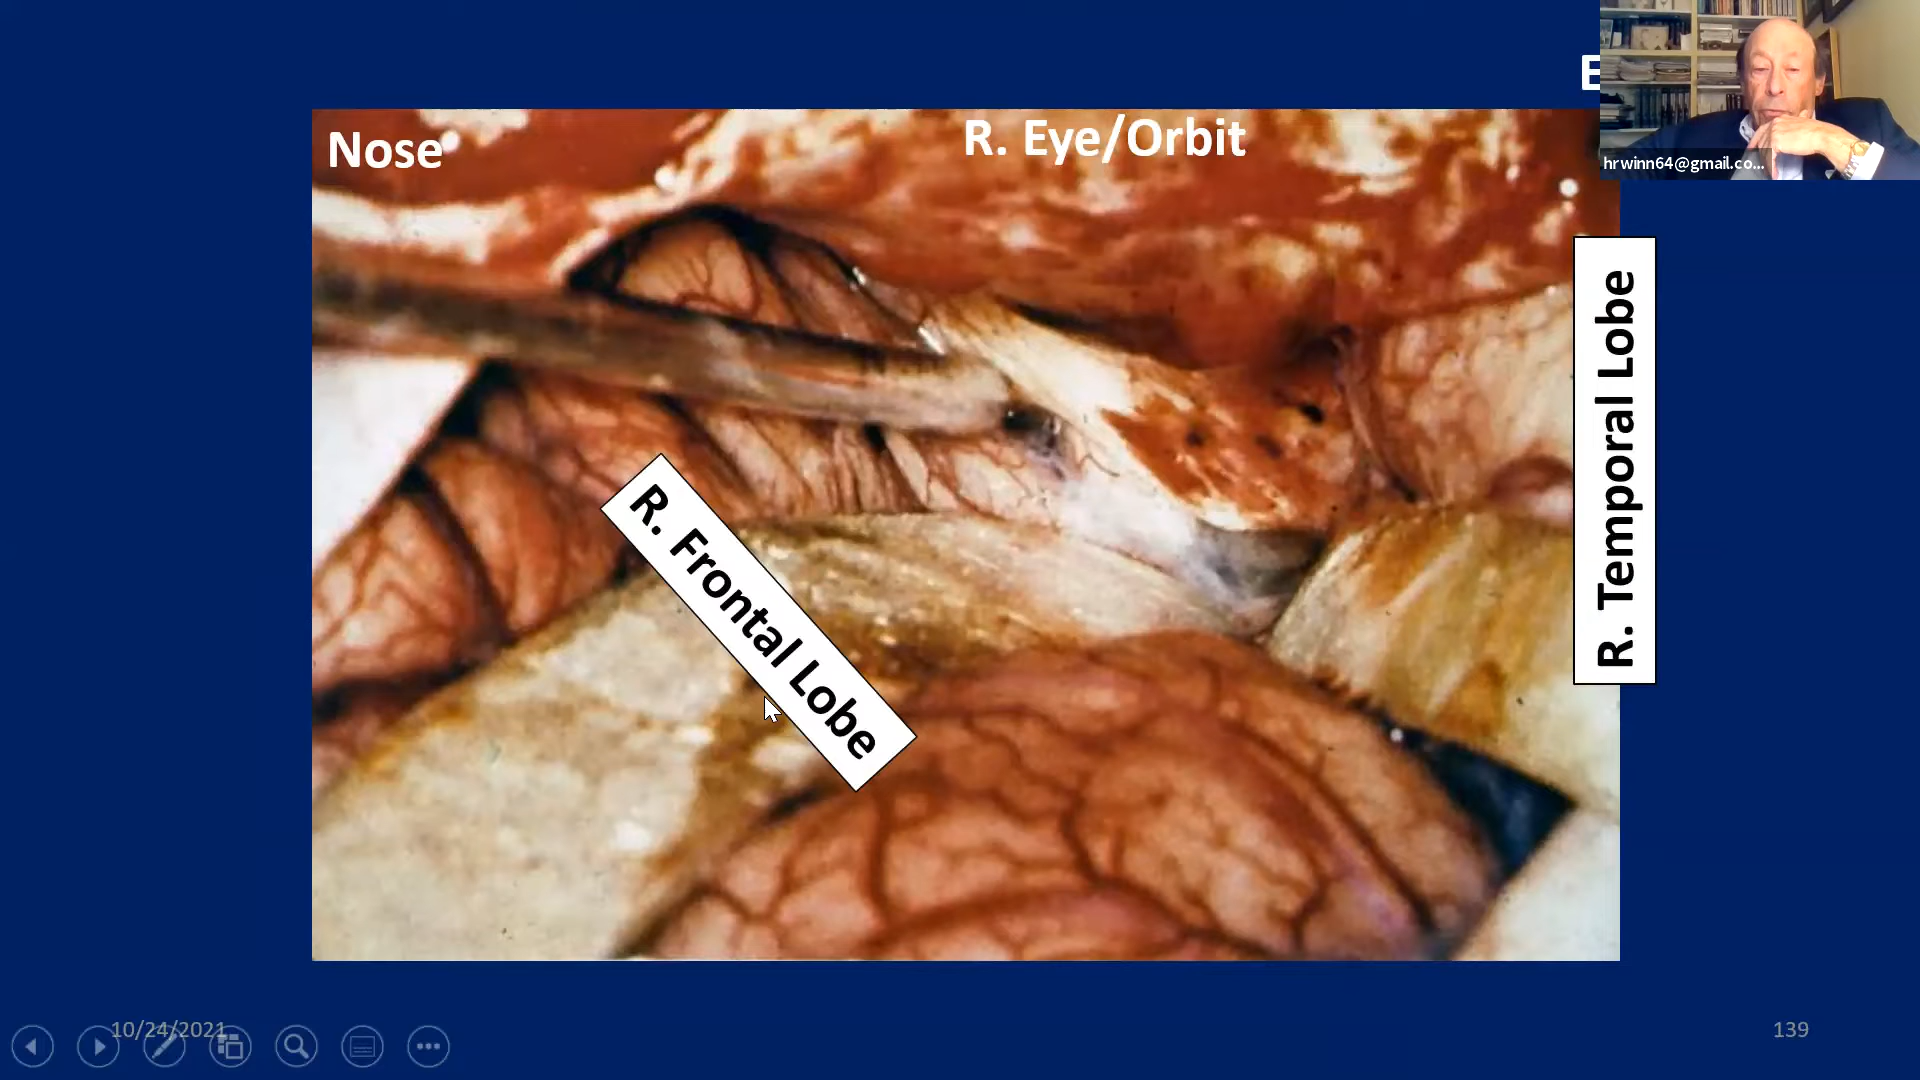 E
Nose
R. Eye/Orbit
hrwinn64@gmail.co...
R. Temporal Lobe
R. Frontal Lobe
10/24/2021
139